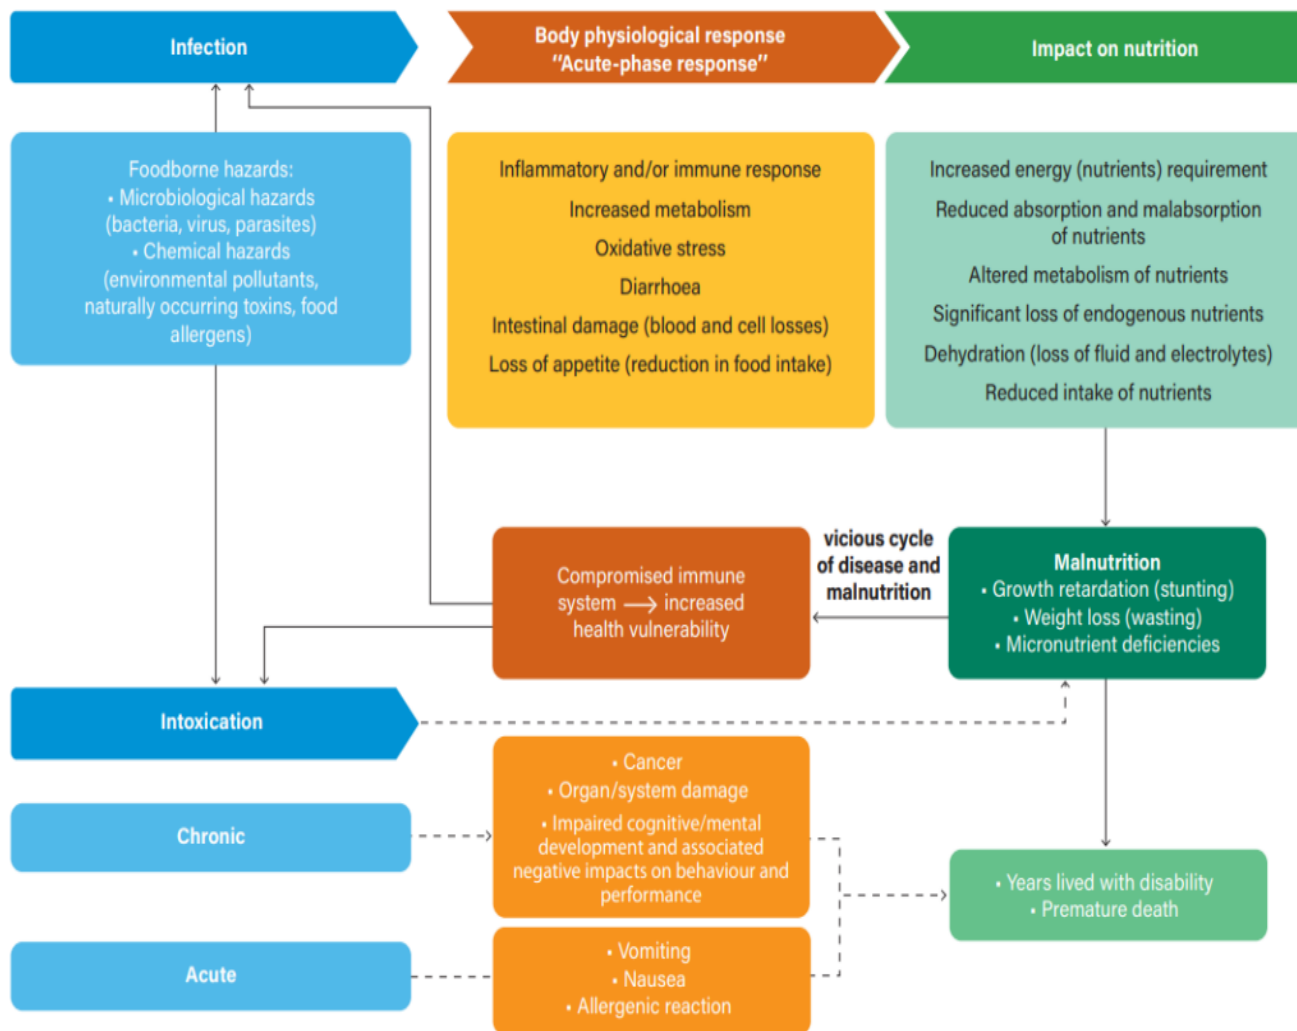 Infection
Body physiological response
"Acute-phase response"
Impact on nutrition
Foodborne hazards:
• Microbiological hazards
(bacteria, virus, parasites)
• Chemical hazards
(environmental pollutants,
naturally occurring toxins, food
allergens)
Inflammatory and/or immune response
Increased metabolism
Oxidative stress
Diarrhoea
Intestinal damage (blood and cell losses)
Loss of appetite (reduction in food intake)
Increased energy (nutrients) requirement
Reduced absorption and malabsorption
of nutrients
Altered metabolism of nutrients
Significant loss of endogenous nutrients
Dehydration (loss of fluid and electrolytes)
Reduced intake of nutrients
Compromised immune
system → increased
health vulnerability
vicious cycle
of disease and
malnutrition
Malnutrition
• Growth retardation (stunting)
• Weight loss (wasting)
• Micronutrient deficiencies
Intoxication
Chronic
• Cancer
• Organ/system damage
• Impaired cognitive/mental
development and associated
negative impacts on behaviour and
performance
• Years lived with disability
• Premature death
Acute
• Vomiting
• Nausea
• Allergenic reaction